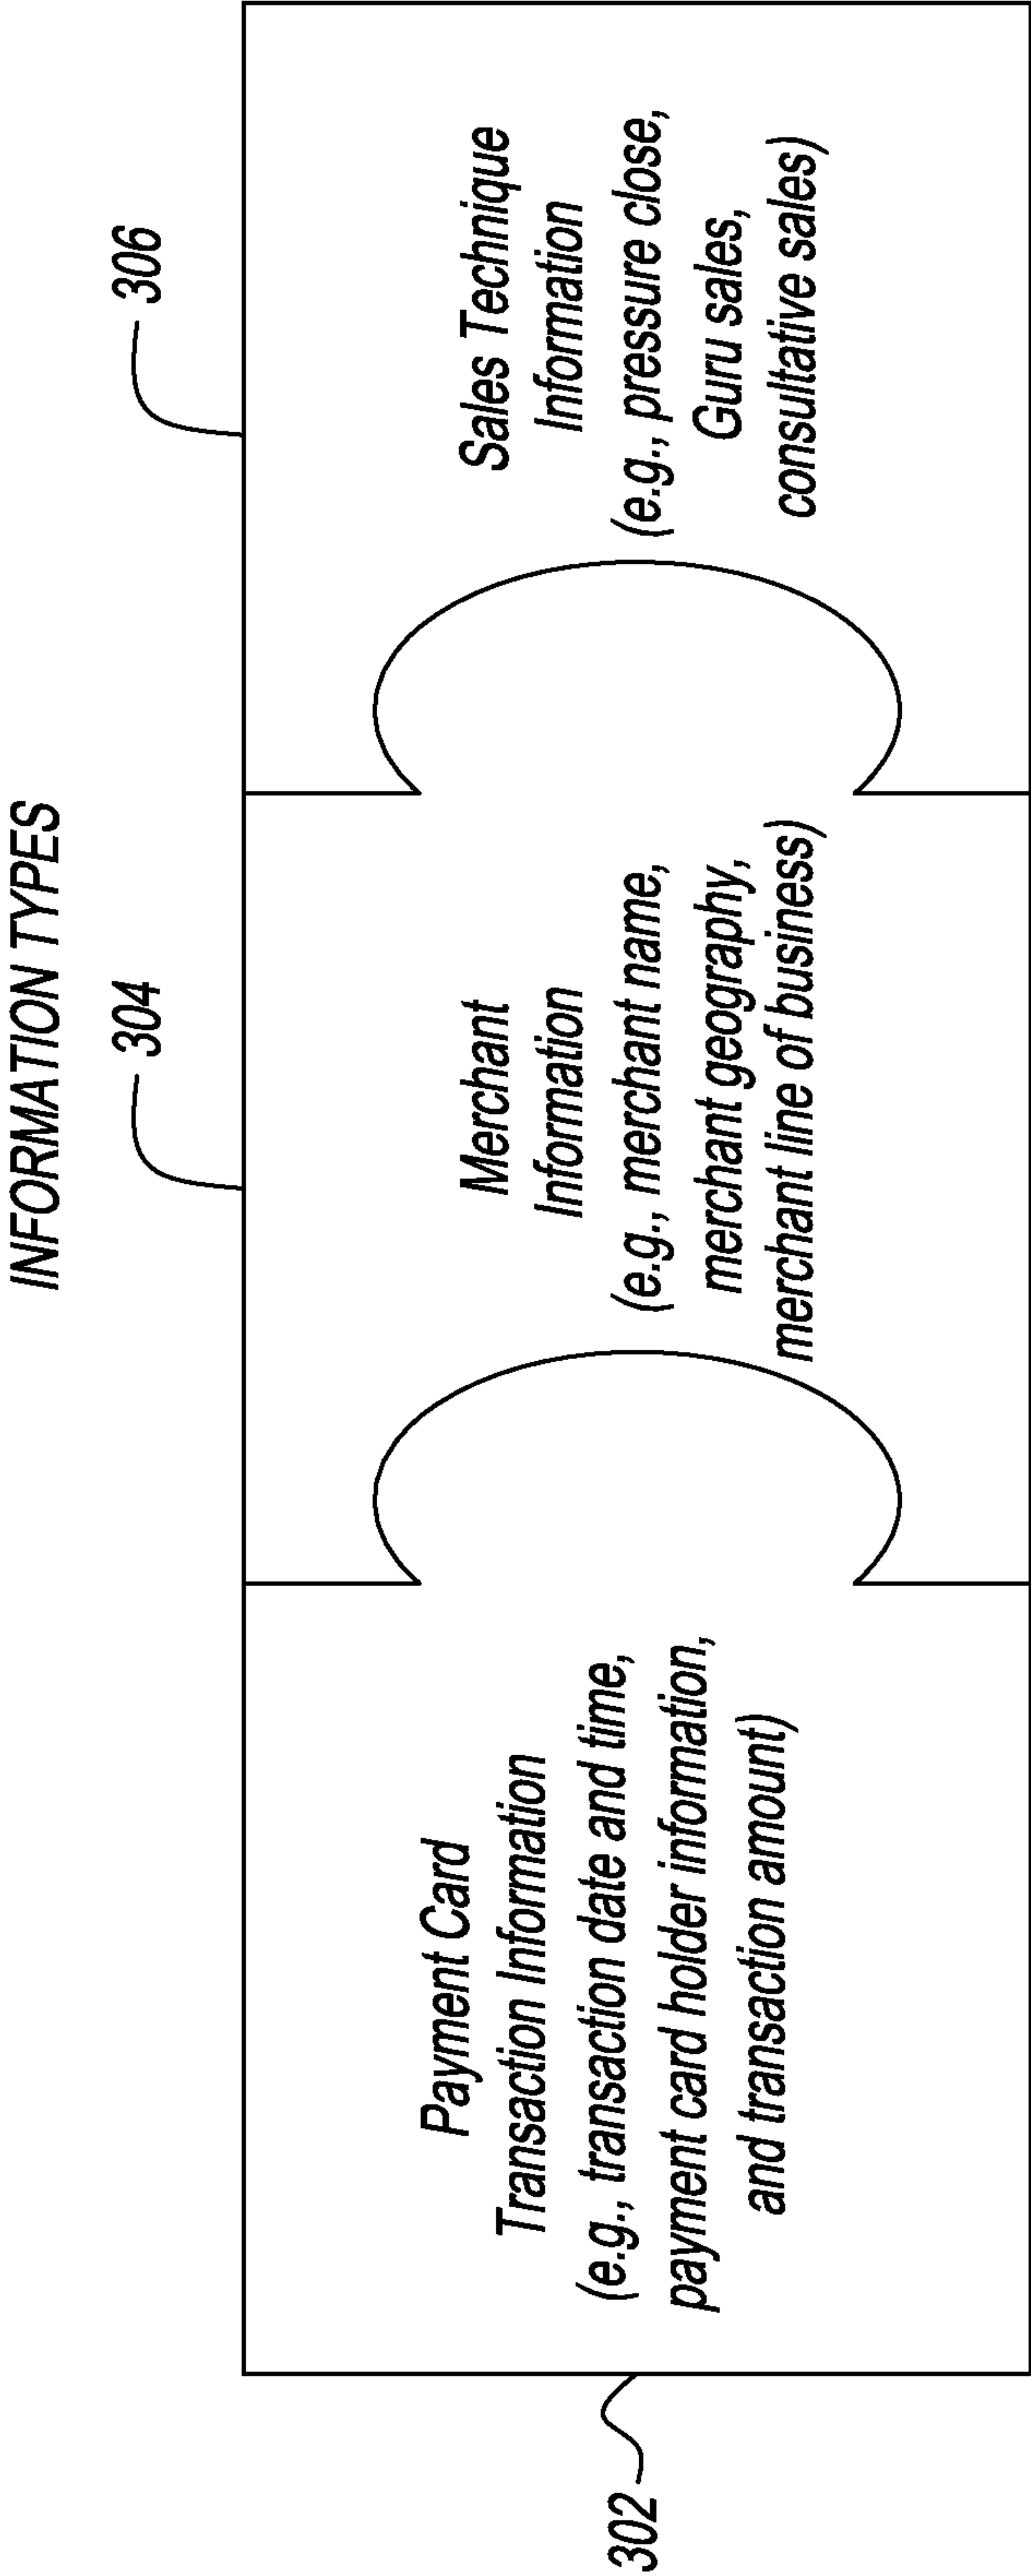 INFORMATION TYPES
302
Payment Card
Transaction Information
(e.g., transaction date and time,
payment card holder information,
and transaction amount)
304
Merchant
Information
(e.g., merchant name,
merchant geography,
merchant line of business)
306
Sales Technique
Information
(e.g., pressure close,
Guru sales,
consultative sales)